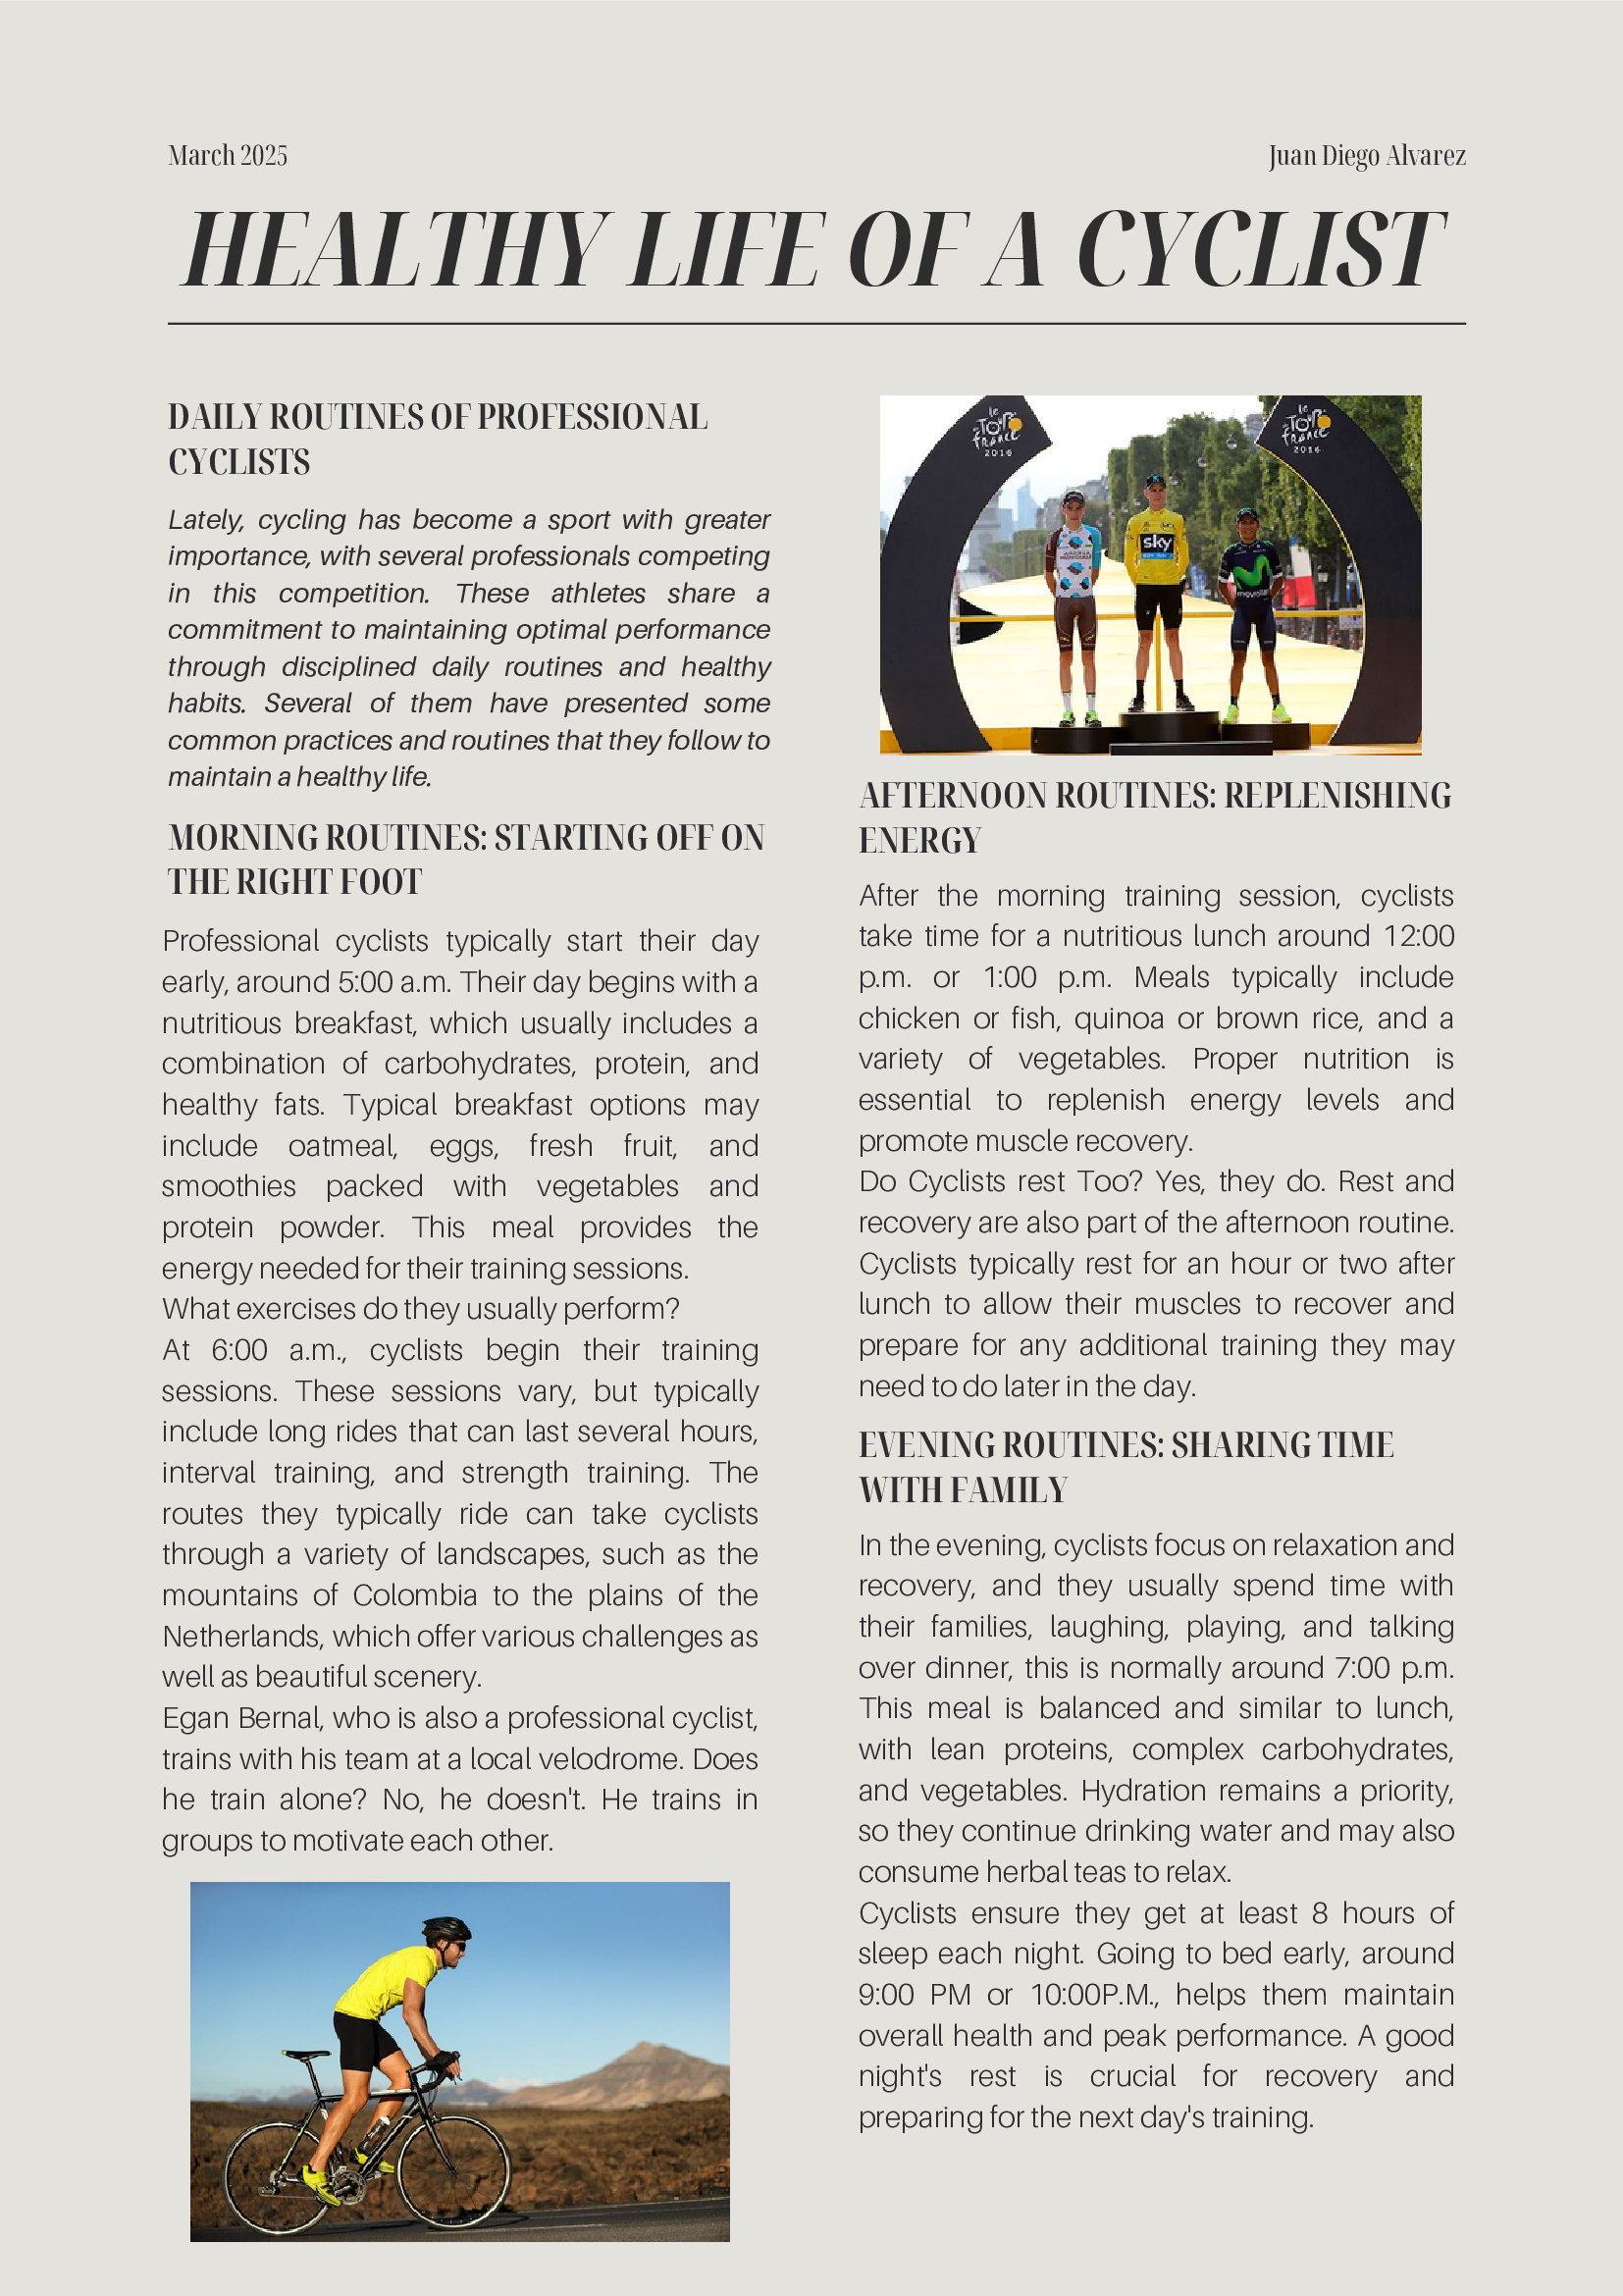 March 2025
Juan Diego Alvarez
HEALTHY LIFE OF A CYCLIST
DAILY ROUTINES OF PROFESSIONAL
CYCLISTS
Lately, cycling has become a sport with greater
importance, with several professionals competing
in this competition. These athletes share a
commitment to maintaining optimal performance
through disciplined daily routines and healthy
habits. Several of them have presented some
common practices and routines that they follow to
maintain a healthy life.
MORNING ROUTINES: STARTING OFF ON
THE RIGHT FOOT
Professional cyclists typically start their day
early, around 5:00 a.m. Their day begins with a
nutritious breakfast, which usually includes a
combination of carbohydrates, protein, and
healthy fats. Typical breakfast options may
include oatmeal, eggs, fresh fruit, and
smoothies packed with vegetables and
protein powder. This meal provides the
energy needed for their training sessions.
What exercises do they usually perform?
At 6:00 a.m., cyclists begin their training
sessions. These sessions vary, but typically
include long rides that can last several hours,
interval training, and strength training. The
routes they typically ride can take cyclists
through a variety of landscapes, such as the
mountains of Colombia to the plains of the
Netherlands, which offer various challenges as
well as beautiful scenery.
Egan Bernal, who is also a professional cyclist,
trains with his team at a local velodrome. Does
he train alone? No, he doesn't. He trains in
groups to motivate each other.
le
Tour
de
france
2016
le
Tour
de
france
2016
sky
movistar
AFTERNOON ROUTINES: REPLENISHING
ENERGY
After the morning training session, cyclists
take time for a nutritious lunch around 12:00
p.m. or 1:00 p.m. Meals typically include
chicken or fish, quinoa or brown rice, and a
variety of vegetables. Proper nutrition is
essential to replenish energy levels and
promote muscle recovery.
Do Cyclists rest Too? Yes, they do. Rest and
recovery are also part of the afternoon routine.
Cyclists typically rest for an hour or two after
lunch to allow their muscles to recover and
prepare for any additional training they may
need to do later in the day.
EVENING ROUTINES: SHARING TIME
WITH FAMILY
In the evening, cyclists focus on relaxation and
recovery, and they usually spend time with
their families, laughing, playing, and talking
over dinner, this is normally around 7:00 p.m.
This meal is balanced and similar to lunch,
with lean proteins, complex carbohydrates,
and vegetables. Hydration remains a priority,
so they continue drinking water and may also
consume herbal teas to relax.
Cyclists ensure they get at least 8 hours of
sleep each night. Going to bed early, around
9:00 PM or 10:00P.M., helps them maintain
overall health and peak performance. A good
night's rest is crucial for recovery and
preparing for the next day's training.